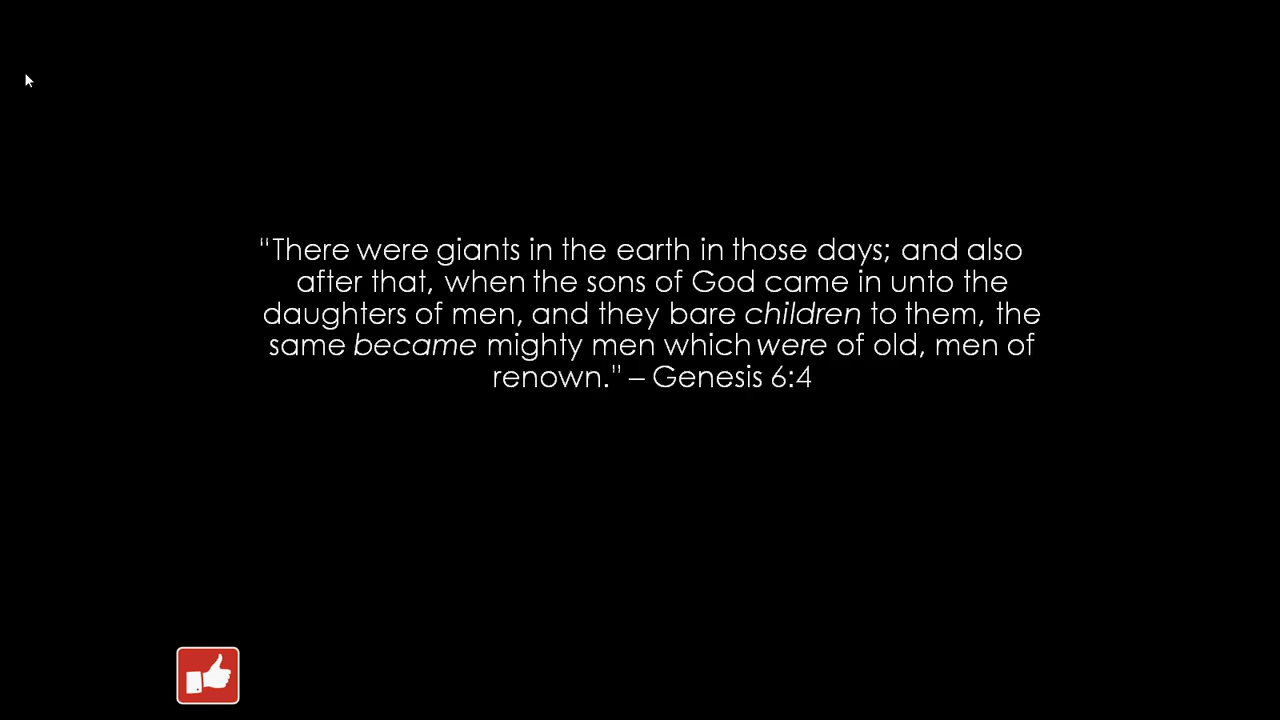 "There were giants in the earth in those days; and also
after that, when the sons of God came in unto the
daughters of men, and they bare children to them, the
same became mighty men which were of old, men of
renown." – Genesis 6:4